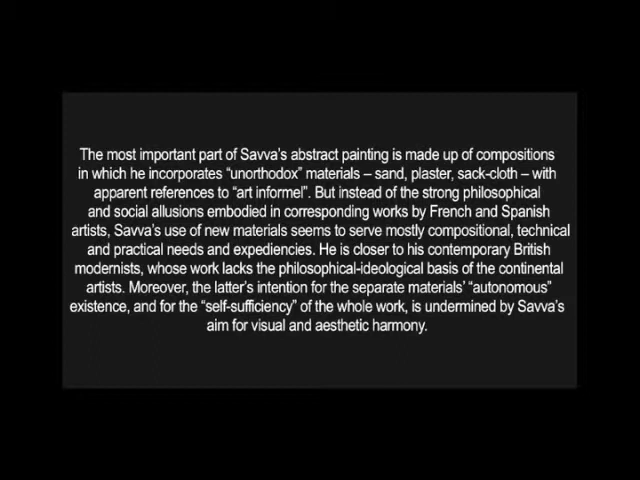 The most important part of Savva's abstract painting is made up of compositions
in which he incorporates “unorthodox” materials – sand, plaster, sack-cloth – with
apparent references to “art informel”. But instead of the strong philosophical
and social allusions embodied in corresponding works by French and Spanish
artists, Savva's use of new materials seems to serve mostly compositional, technical
and practical needs and expediencies. He is closer to his contemporary British
modernists, whose work lacks the philosophical-ideological basis of the continental
artists. Moreover, the latter's intention for the separate materials' “autonomous”
existence, and for the “self-sufficiency” of the whole work, is undermined by Savva's
aim for visual and aesthetic harmony.